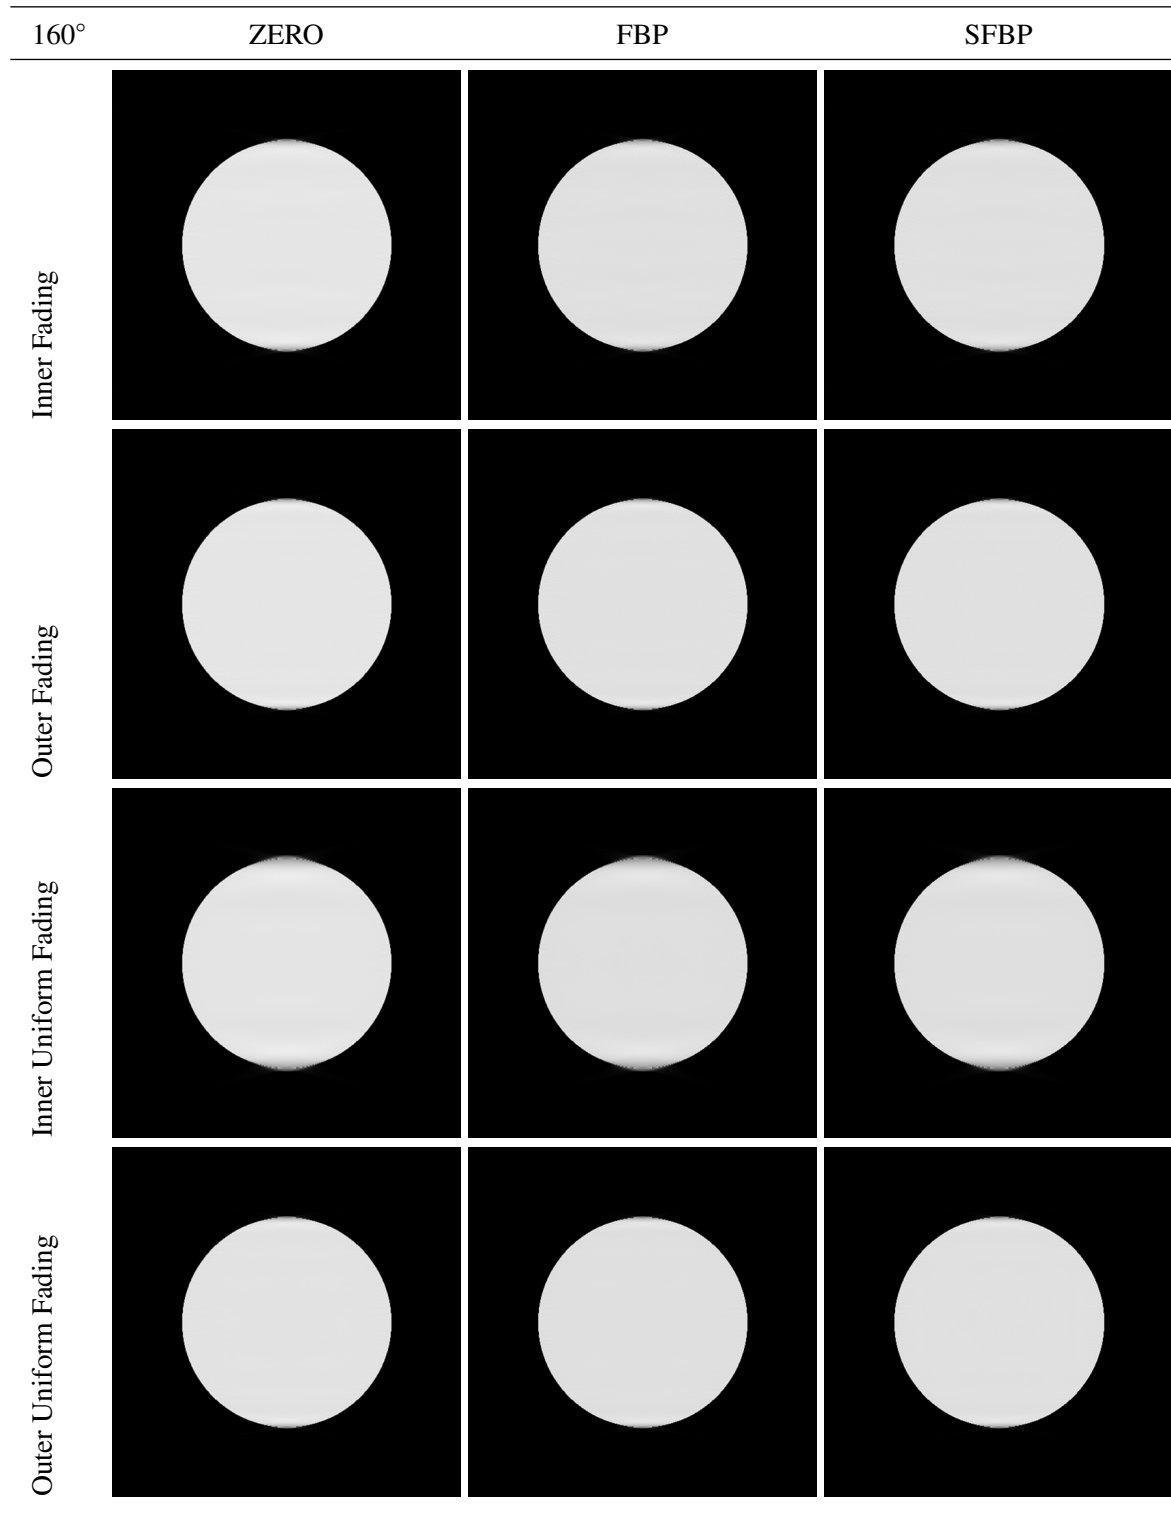 160° ZERO FBP SFBP
Inner Fading
Outer Fading
Inner Uniform Fading
Outer Uniform Fading